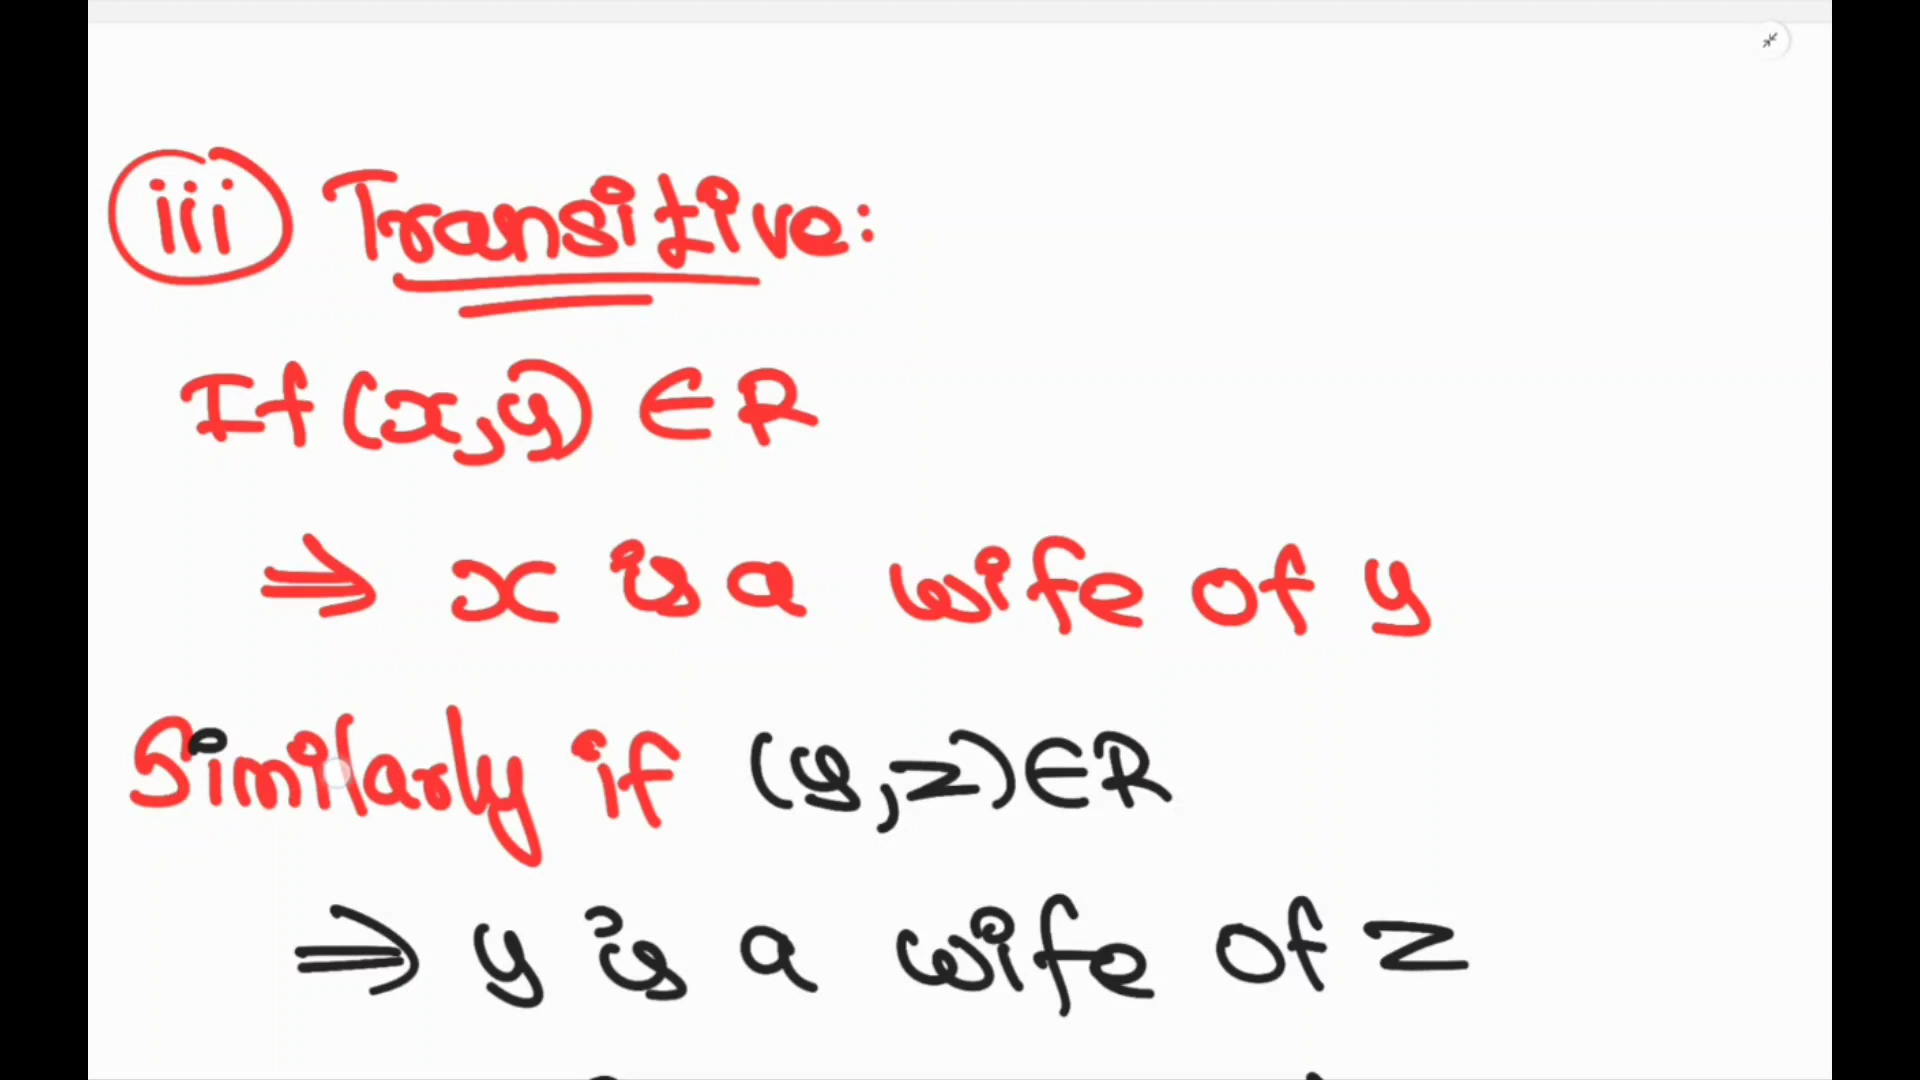 iii Transitive:
If (x,y) ∈ R
⇒ x is a wife of y
Similarly if (y,z) ∈ R
⇒ y is a wife of z